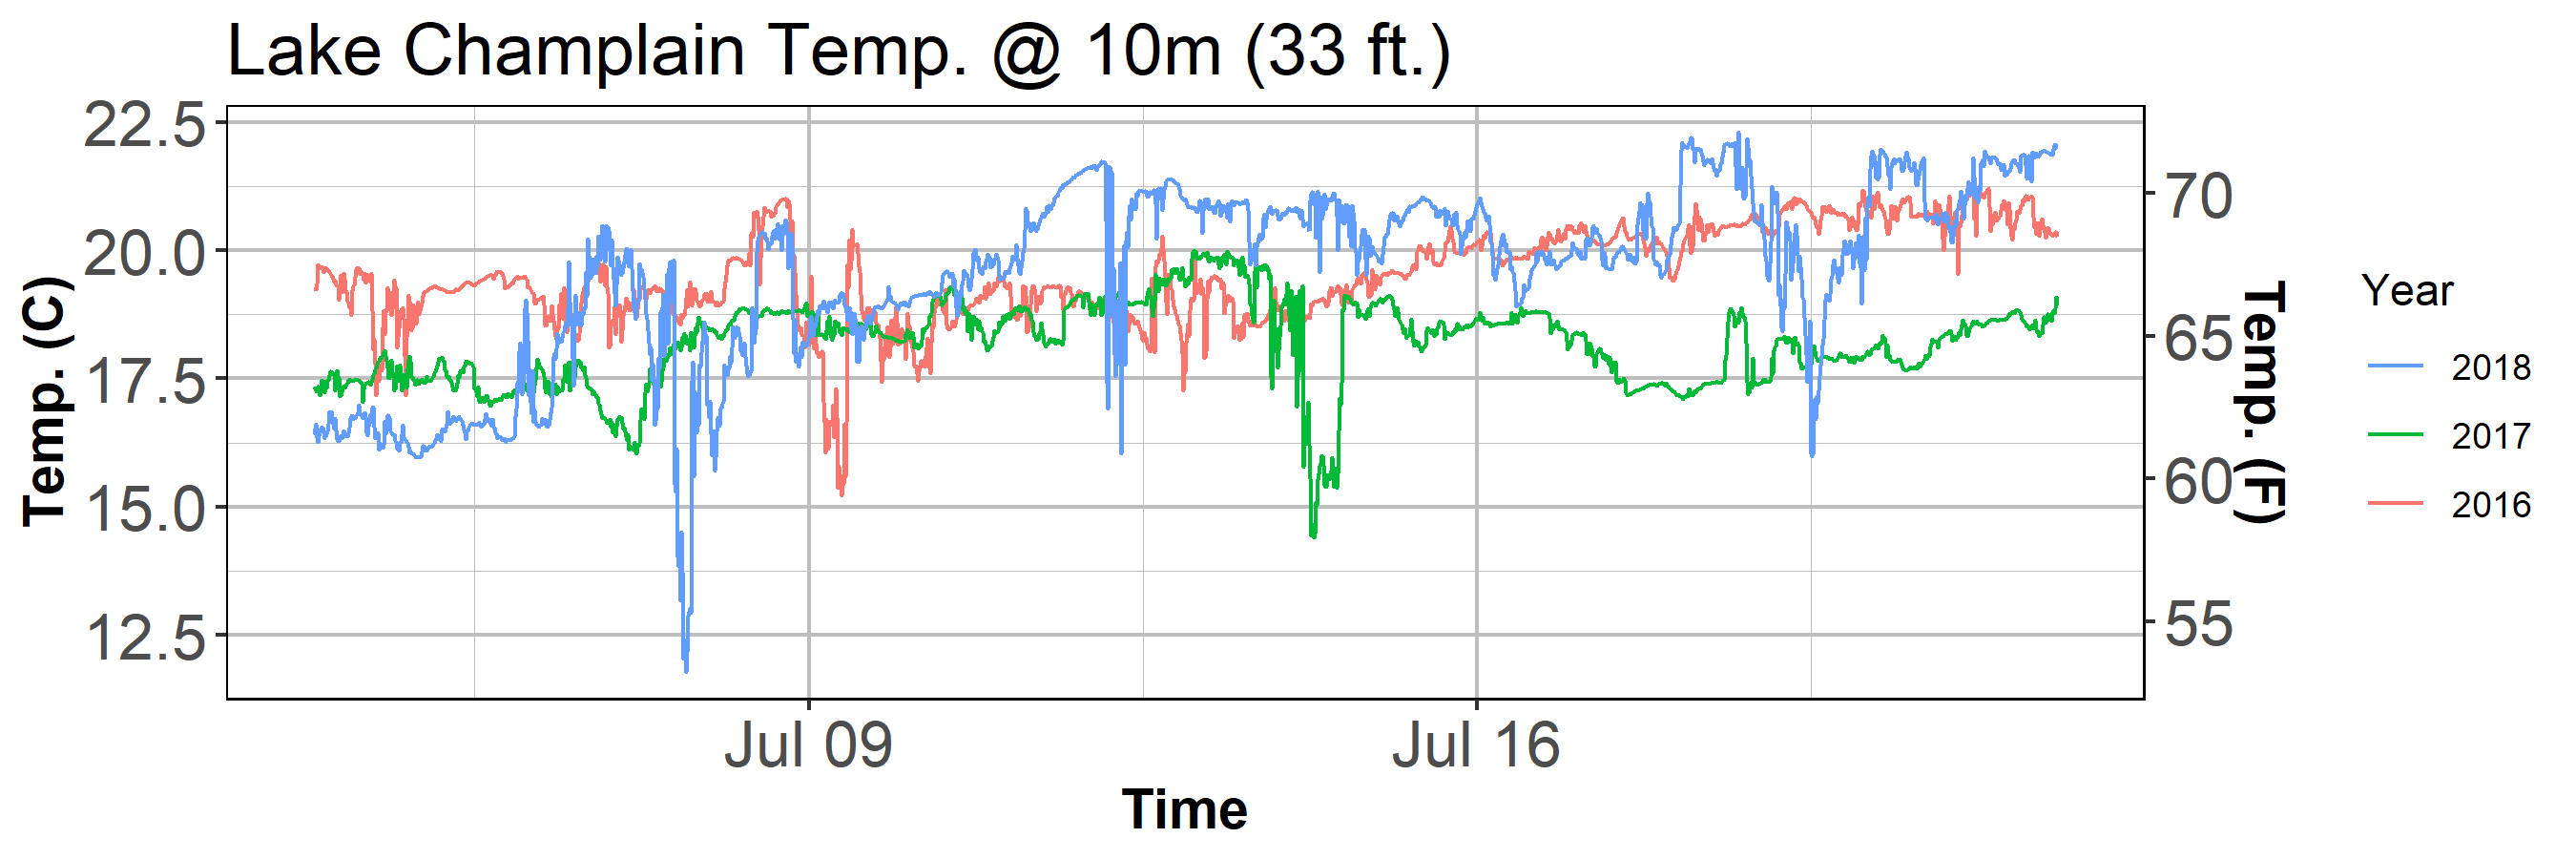 Lake Champlain Temp. @ 10m (33 ft.)
Temp. (C)
22.5
20.0
17.5
15.0
12.5
70
65
60
55
Temp. (F)
Jul 09
Jul 16
Time
Year
2018
2017
2016